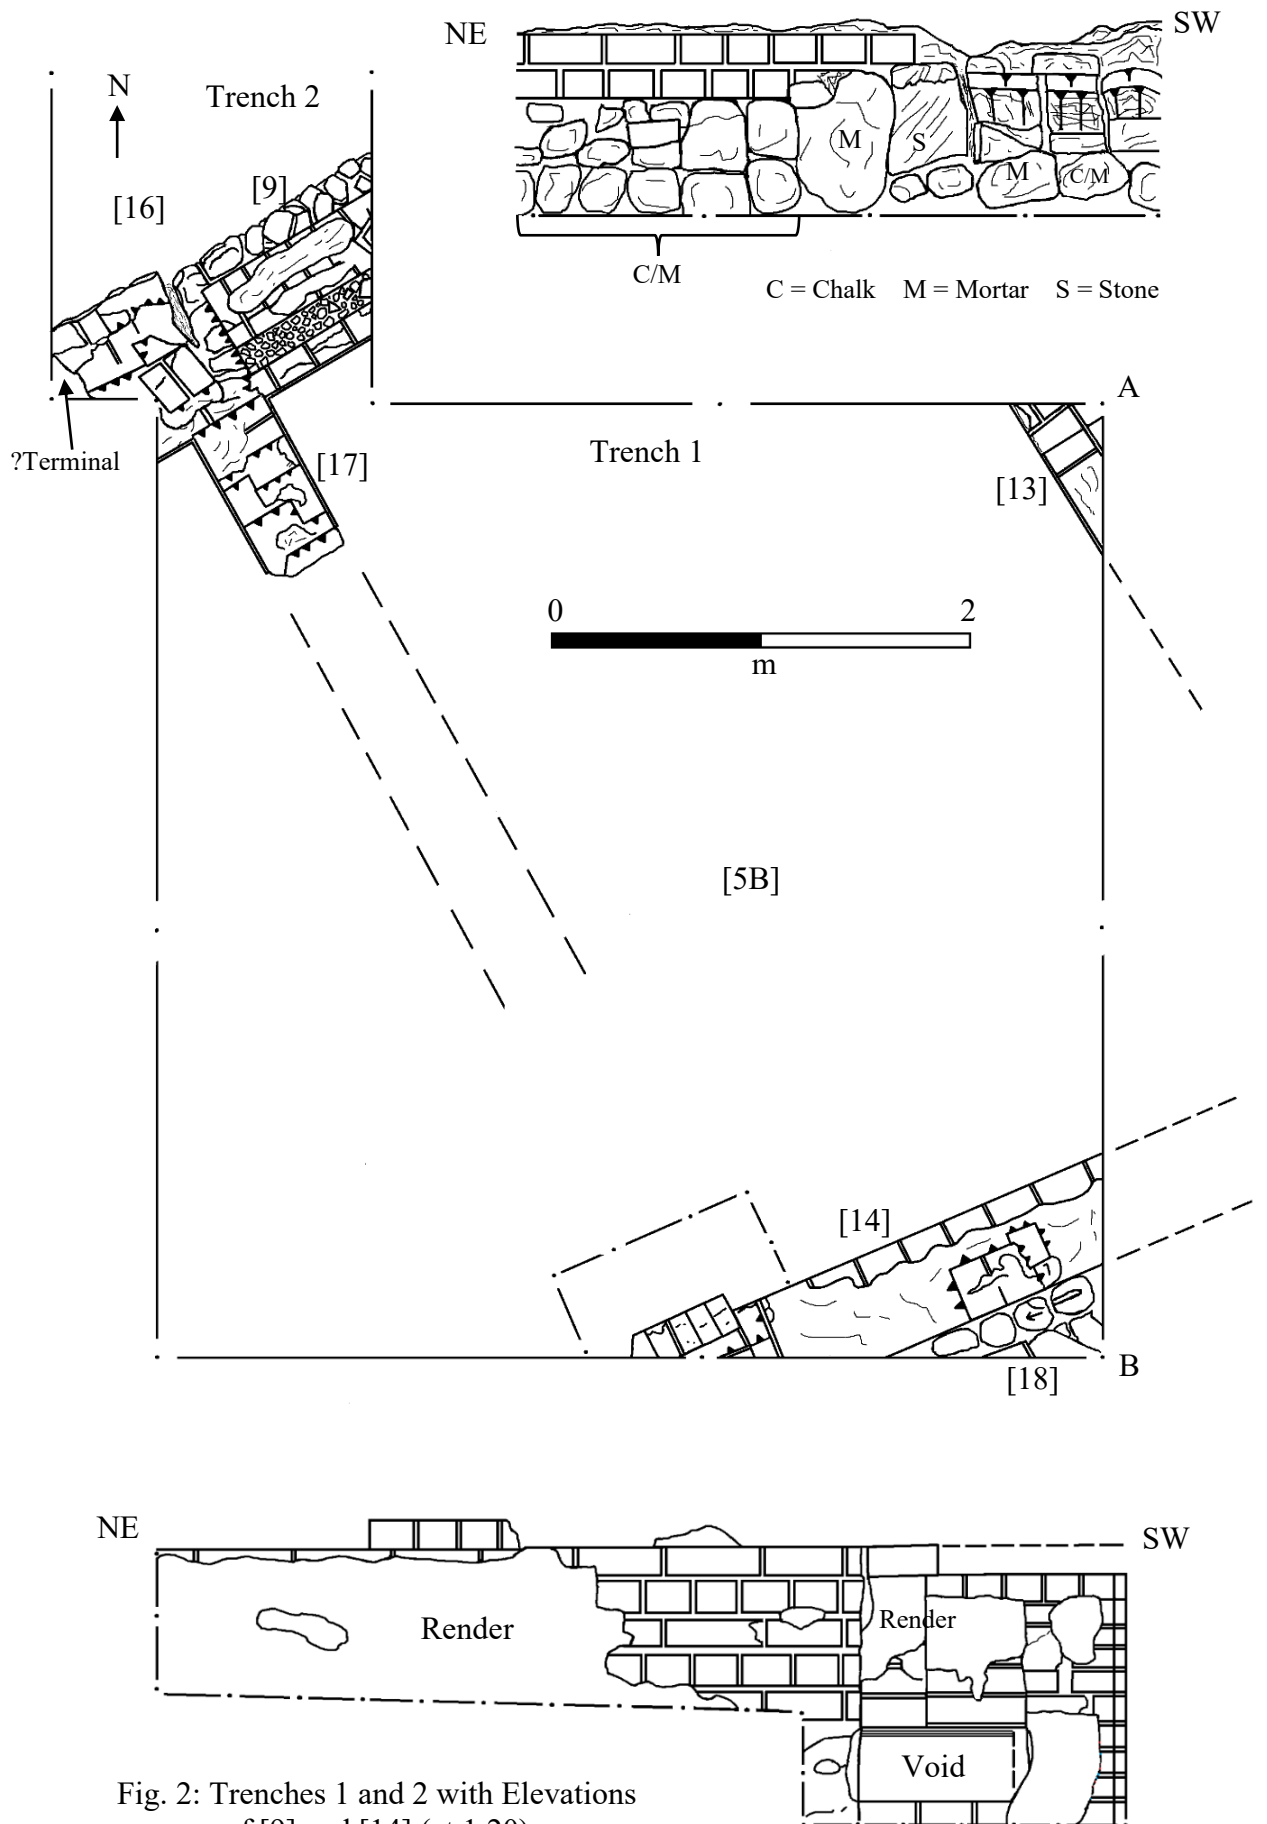 NE
SW
N
Trench 2
[9]
[16]
M
S
M
C/M
C/M
C = Chalk M = Mortar S = Stone
A
?Terminal
[17]
Trench 1
[13]
0 2
m
[5B]
[14]
B
[18]
NE
SW
Render
Render
Void
Fig. 2: Trenches 1 and 2 with Elevations